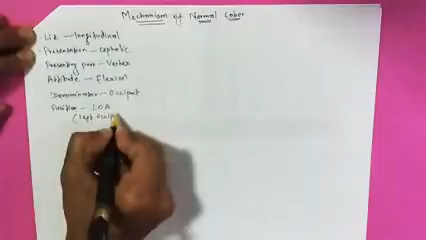 Mechanism of Normal Labor
Lie - longitudinal
Presentation - cephalic
Presenting part - Vertex
Attitude - Flexion
Denominator - Occiput
Position - LOA
(left Occip